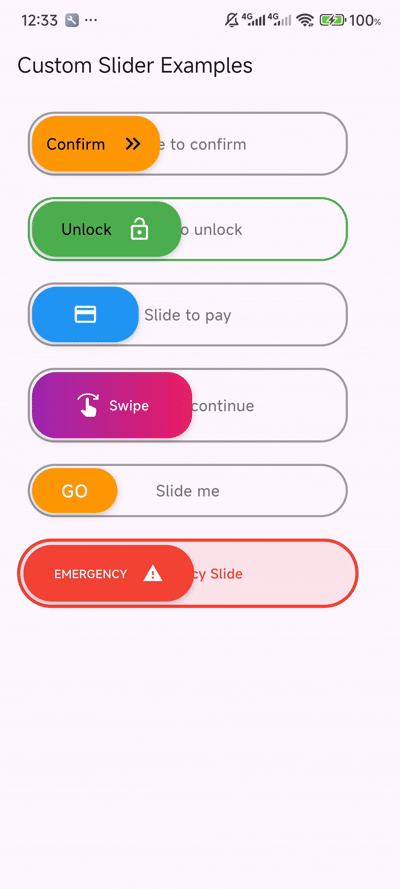 12:33 4G 4G 100%
Custom Slider Examples
Confirm to confirm
Unlock unlock
Slide to pay
Swipe continue
GO Slide me
EMERGENCY Slide